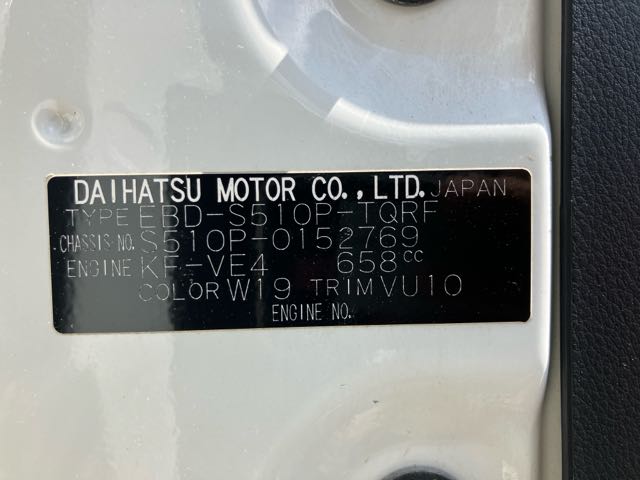 DAIHATSU MOTOR CO.,LTD. JAPAN
TYPE EBD-S510P-TQRF
CHASSIS NO. S510P-0152769
ENGINE KF-VE4 658cc
COLOR W19 TRIM VU10
ENGINE NO.